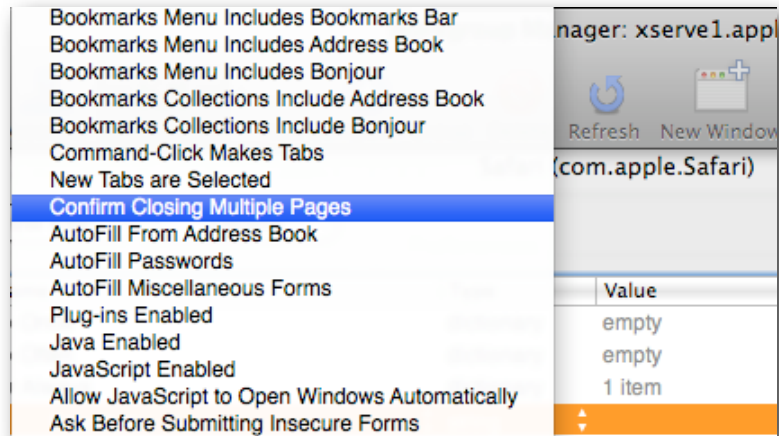 Bookmarks Menu Includes Bookmarks Bar
Bookmarks Menu Includes Address Book
Bookmarks Menu Includes Bonjour
Bookmarks Collections Include Address Book
Bookmarks Collections Include Bonjour
Command-Click Makes Tabs
New Tabs are Selected
Confirm Closing Multiple Pages
AutoFill From Address Book
AutoFill Passwords
AutoFill Miscellaneous Forms
Plug-ins Enabled
Java Enabled
JavaScript Enabled
Allow JavaScript to Open Windows Automatically
Ask Before Submitting Insecure Forms
nager: xserve1.appl
Refresh New Window
(com.apple.Safari)
Value
empty
empty
1 item